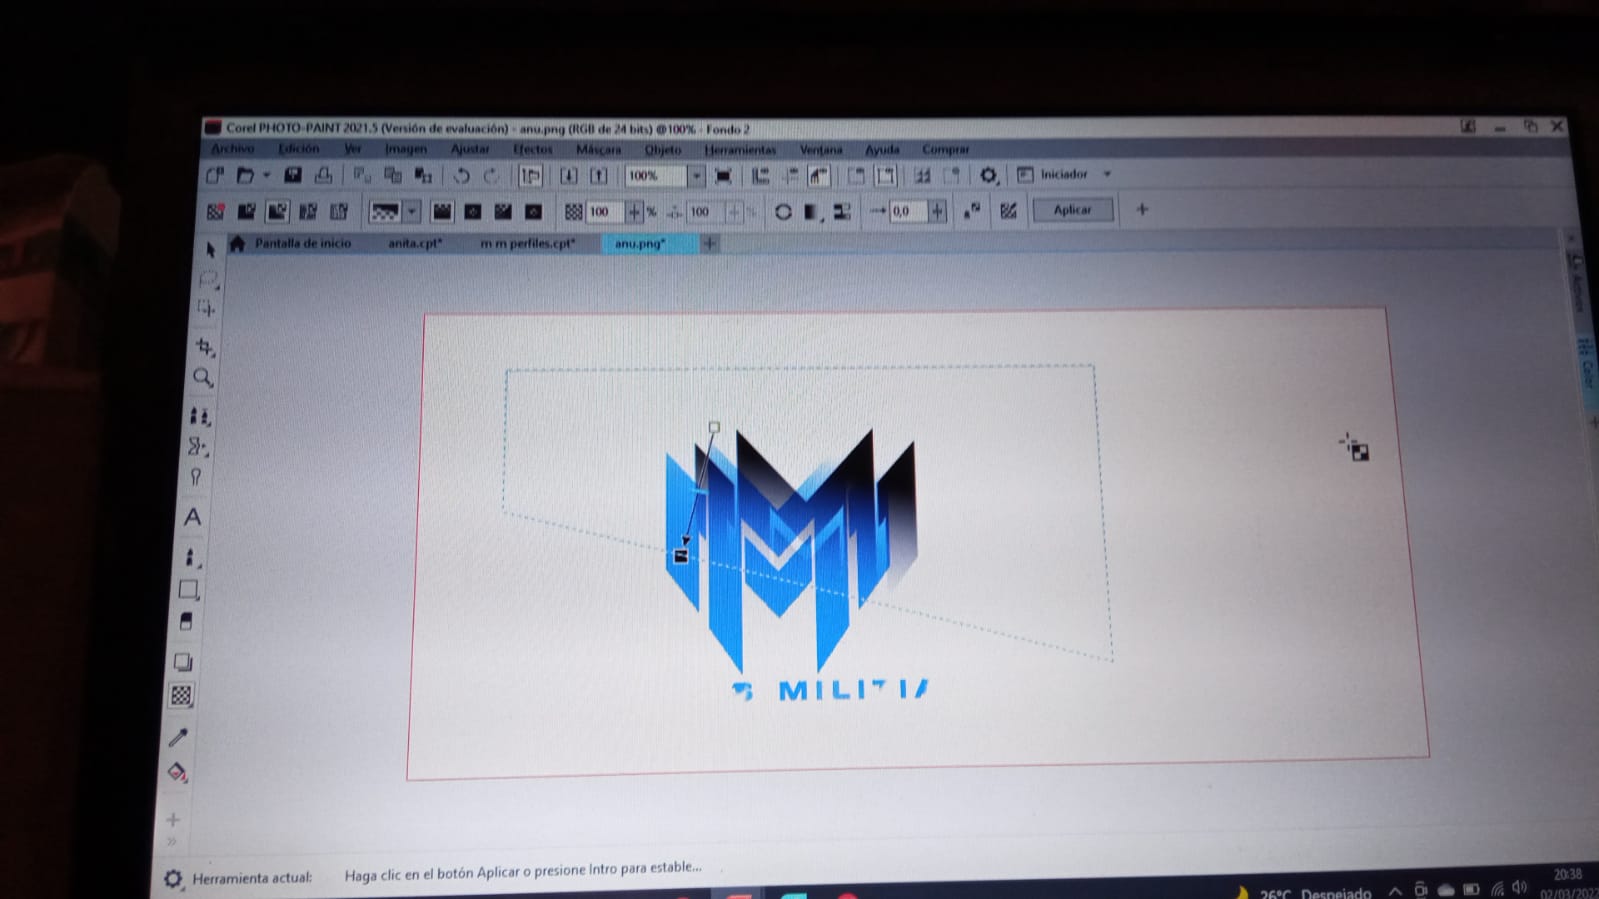 Corel PHOTO-PAINT 2021.5 (Versión de evaluación) - anu.png (RGB de 24 bits) @100% - Fondo 2
Archivo Edición Ver Imagen Ajustar Efectos Máscara Objeto Herramientas Ventana Ayuda Comprar
100% Iniciador
100 % 100 % 0,0 Aplicar
Pantalla de inicio anita.cpt* m m perfiles.cpt* anu.png*
Color
MILITIA
Herramienta actual: Haga clic en el botón Aplicar o presione Intro para estable...
26°C Despejado 20:38
02/03/202